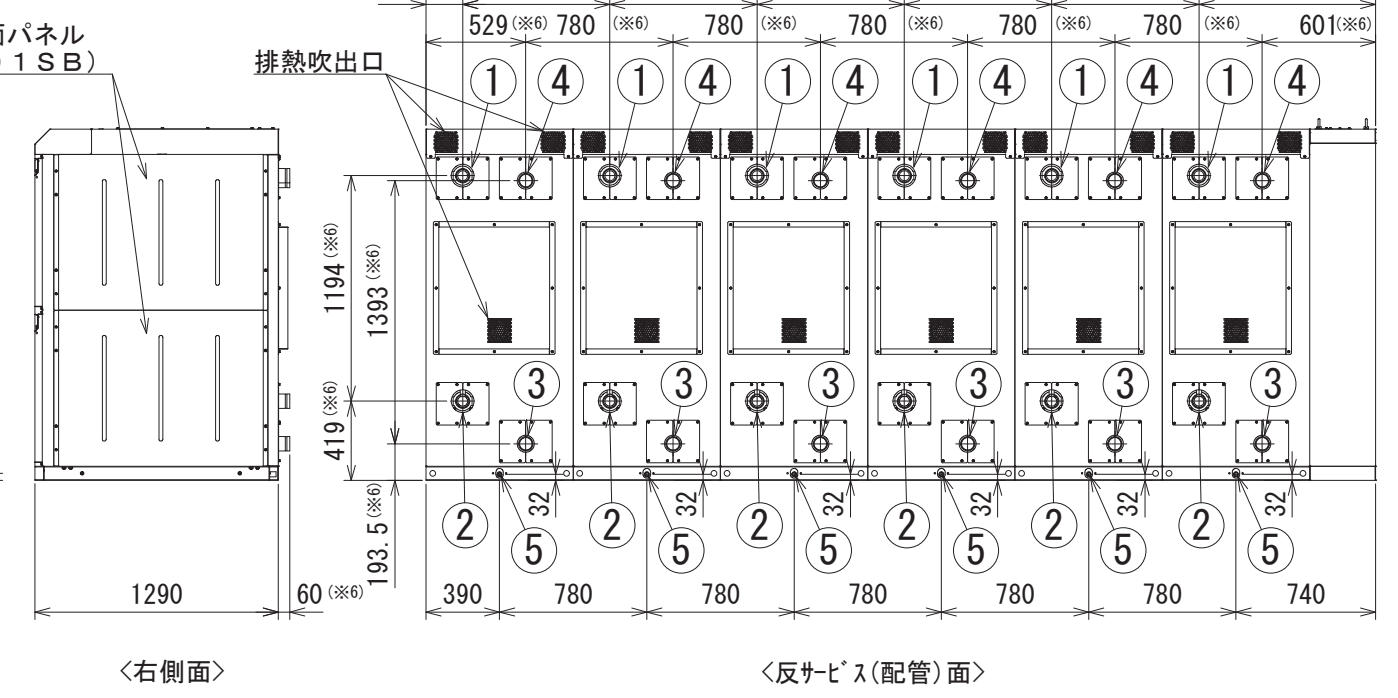 529(※6) 780(※6) 780(※6) 780(※6) 780(※6) 780(※6) 601(※6)
パネル
1SB)
排熱吹出口
① ④ ① ④ ① ④ ① ④ ① ④ ① ④
1194(※6)
1393(※6)
③ ③ ③ ③ ③ ③
419(※6)
193.5(※6)
32 32 32 32 32 32
② ② ② ② ② ②
⑤ ⑤ ⑤ ⑤ ⑤ ⑤
1290 60(※6)
390 780 780 780 780 780 740
<右側面>
<反サービス(配管)面>